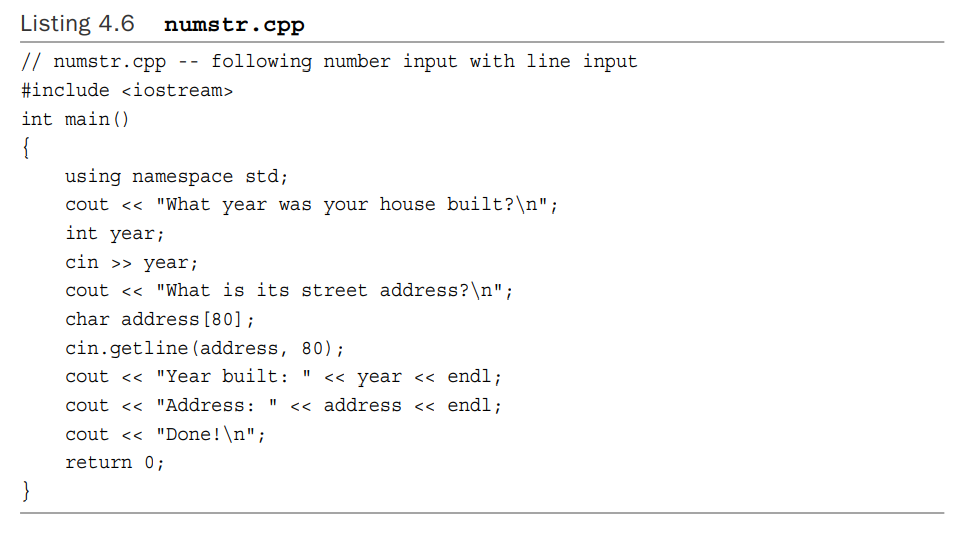 Listing 4.6 numstr.cpp
// numstr.cpp -- following number input with line input
#include <iostream>
int main()
{
    using namespace std;
    cout << "What year was your house built?\n";
    int year;
    cin >> year;
    cout << "What is its street address?\n";
    char address[80];
    cin.getline(address, 80);
    cout << "Year built: " << year << endl;
    cout << "Address: " << address << endl;
    cout << "Done!\n";
    return 0;
}